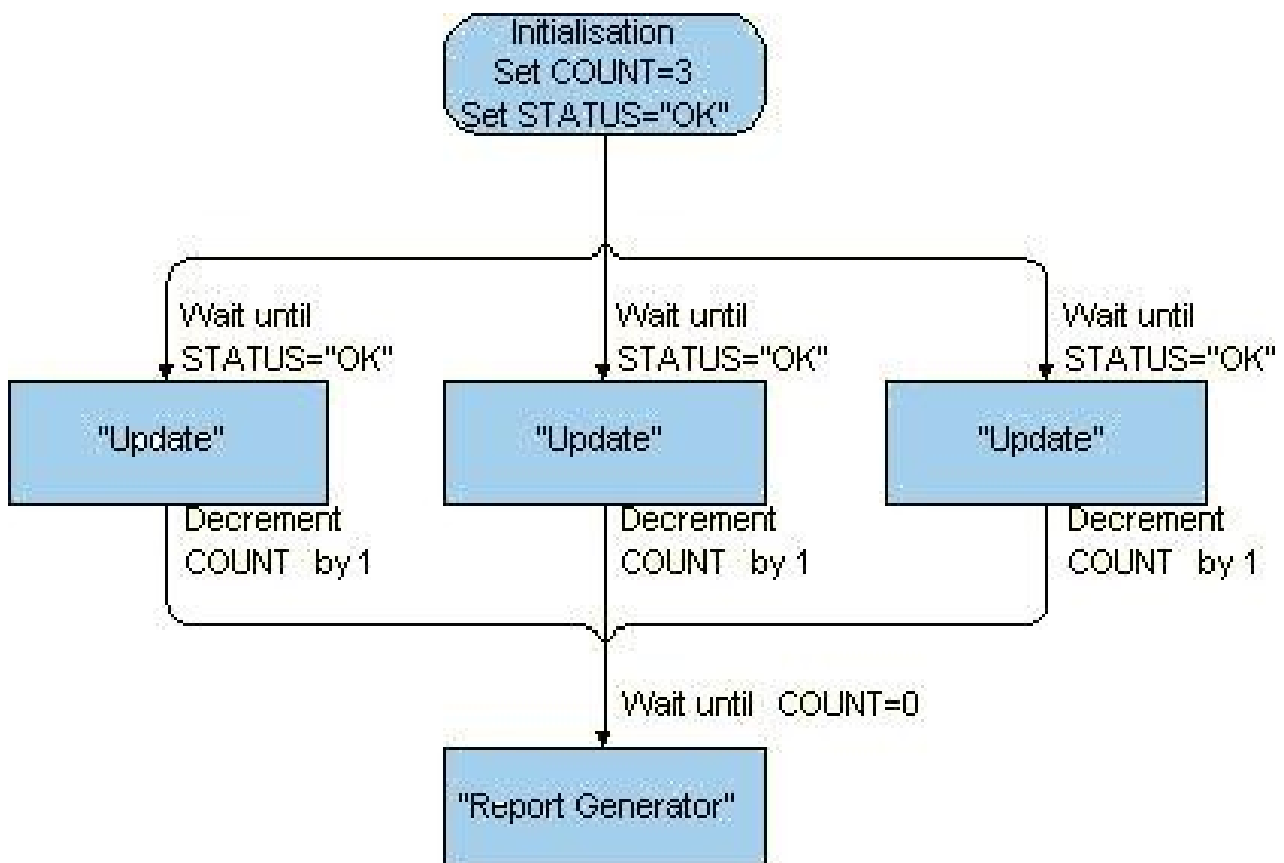 Initialisation
Set COUNT=3
Set STATUS="OK"
Wait until
STATUS="OK"
Wait until
STATUS="OK"
Wait until
STATUS="OK"
"Update"
"Update"
"Update"
Decrement
COUNT by 1
Decrement
COUNT by 1
Decrement
COUNT by 1
Wait until COUNT=0
"Report Generator"